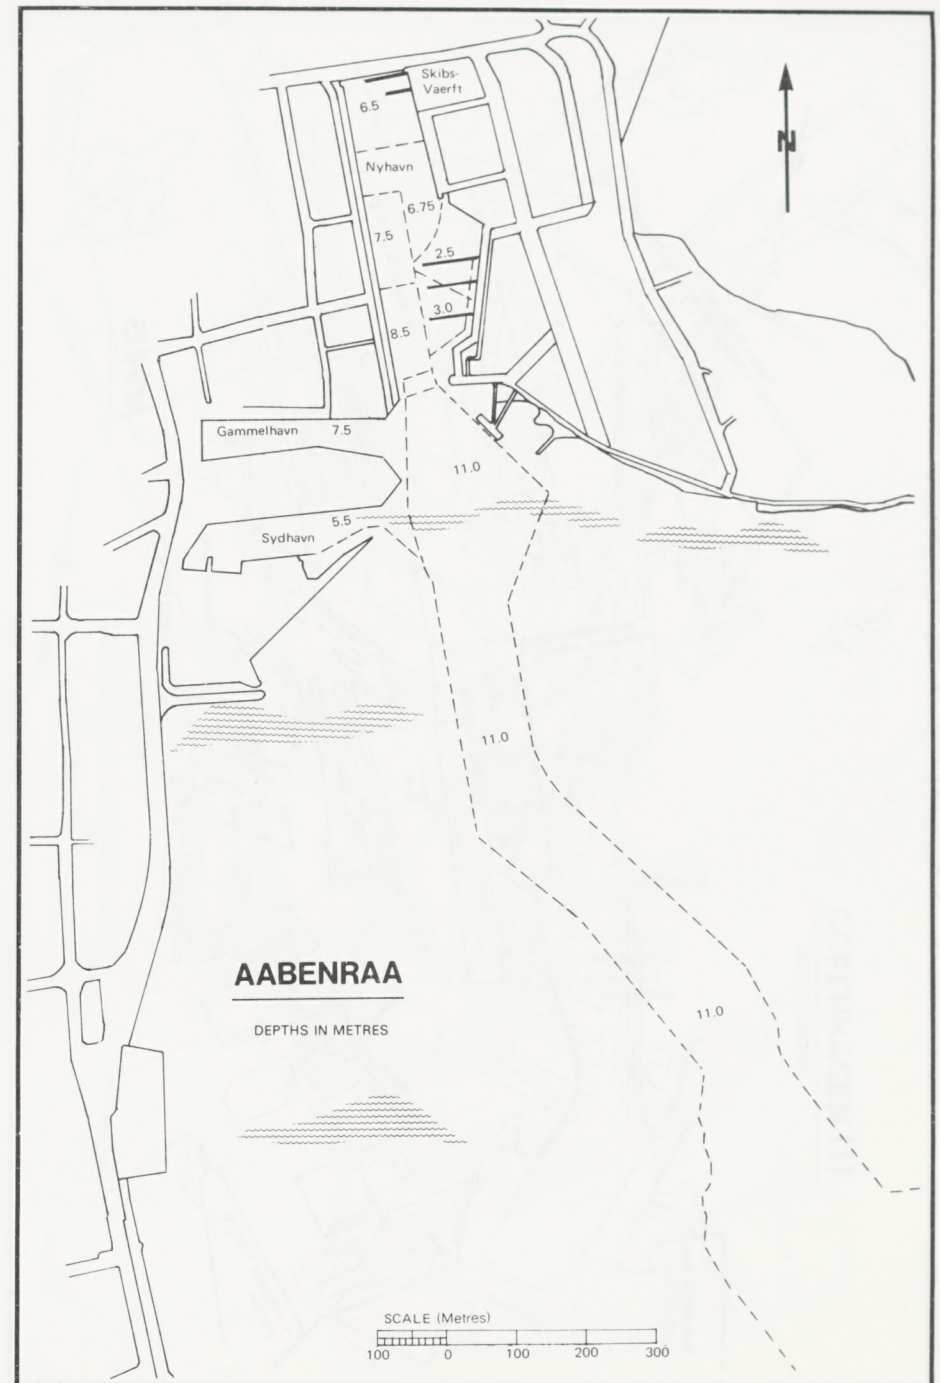 Skibs-
Vaerft
N
6.5
Nyhavn
6.75
7.5
2.5
3.0
8.5
Gammelhavn 7.5
11.0
5.5
Sydhavn
11.0
AABENRAA
11.0
DEPTHS IN METRES
SCALE (Metres)
100 0 100 200 300